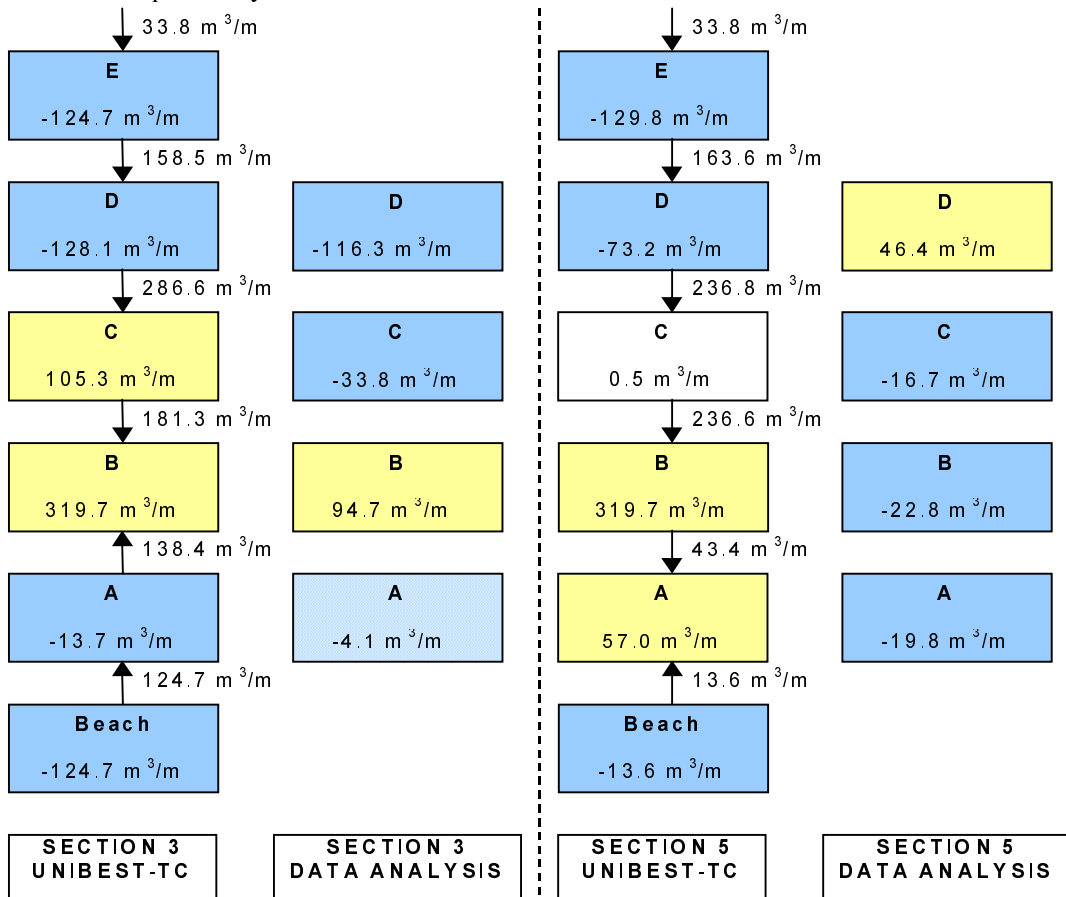 33.8 m³/m
E
-124.7 m³/m
158.5 m³/m
D
-128.1 m³/m
286.6 m³/m
C
105.3 m³/m
181.3 m³/m
B
319.7 m³/m
138.4 m³/m
A
-13.7 m³/m
124.7 m³/m
Beach
-124.7 m³/m
SECTION 3
UNIBEST-TC
D
-116.3 m³/m
C
-33.8 m³/m
B
94.7 m³/m
A
-4.1 m³/m
SECTION 3
DATA ANALYSIS
33.8 m³/m
E
-129.8 m³/m
163.6 m³/m
D
-73.2 m³/m
236.8 m³/m
C
0.5 m³/m
236.6 m³/m
B
319.7 m³/m
43.4 m³/m
A
57.0 m³/m
13.6 m³/m
Beach
-13.6 m³/m
SECTION 5
UNIBEST-TC
D
46.4 m³/m
C
-16.7 m³/m
B
-22.8 m³/m
A
-19.8 m³/m
SECTION 5
DATA ANALYSIS